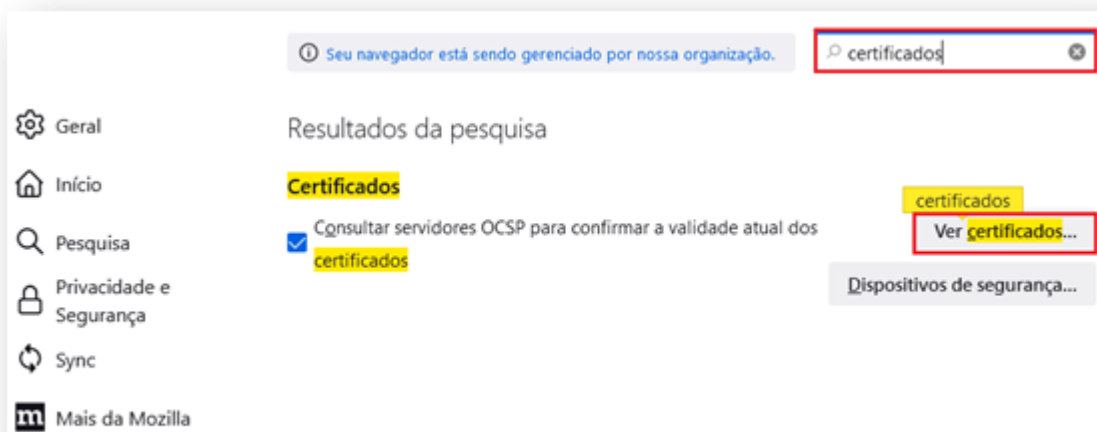 Seu navegador está sendo gerenciado por nossa organização.
certificados
Geral
Início
Pesquisa
Privacidade e
Segurança
Sync
Mais da Mozilla
Resultados da pesquisa
Certificados
Consultar servidores OCSP para confirmar a validade atual dos
certificados
certificados
Ver certificados...
Dispositivos de segurança...